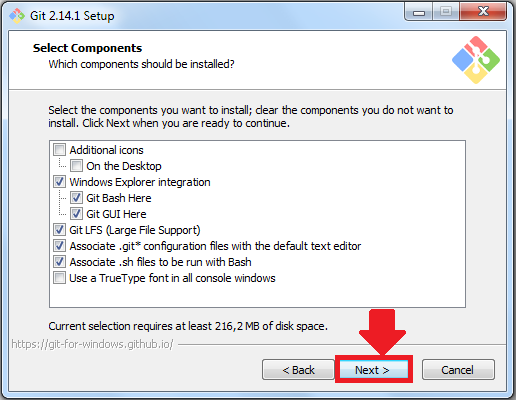 Git 2.14.1 Setup
Select Components
Which components should be installed?
Select the components you want to install; clear the components you do not want to
install. Click Next when you are ready to continue.
Additional icons
On the Desktop
Windows Explorer integration
Git Bash Here
Git GUI Here
Git LFS (Large File Support)
Associate .git* configuration files with the default text editor
Associate .sh files to be run with Bash
Use a TrueType font in all console windows
Current selection requires at least 216,2 MB of disk space.
https://git-for-windows.github.io/
< Back
Next >
Cancel